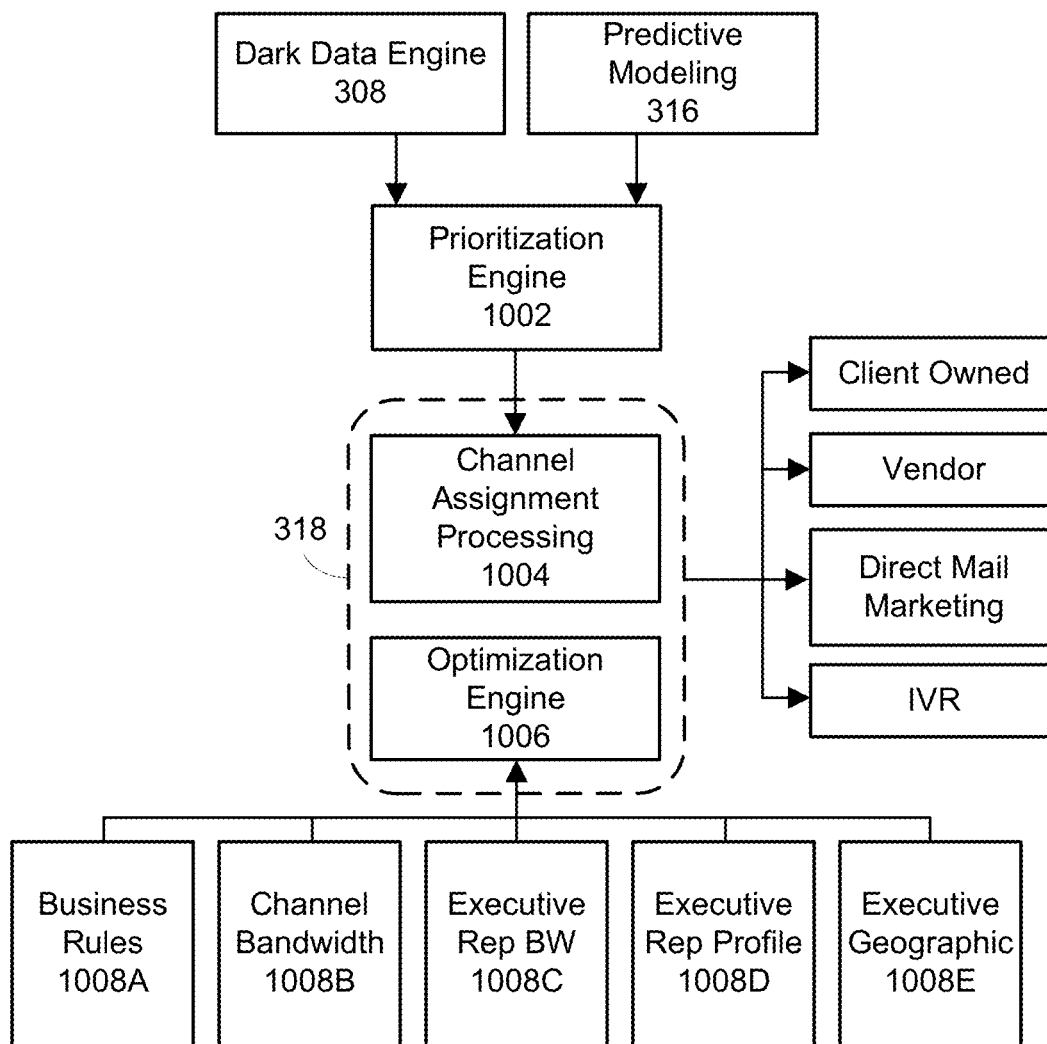 Dark Data Engine
308
Predictive
Modeling
316
Prioritization
Engine
1002
Client Owned
Channel
Assignment
Processing
1004
Vendor
318
Direct Mail
Marketing
Optimization
Engine
1006
IVR
Business
Rules
1008A
Channel
Bandwidth
1008B
Executive
Rep BW
1008C
Executive
Rep Profile
1008D
Executive
Geographic
1008E